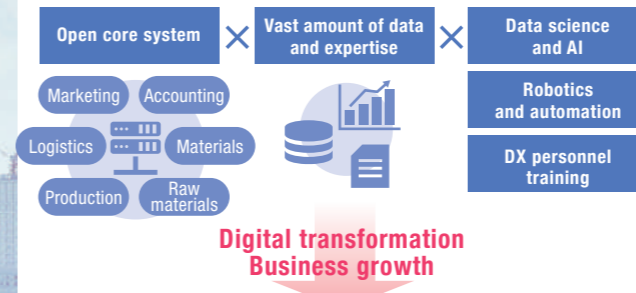 Open core system
×
Vast amount of data
and expertise
×
Data science
and AI
Marketing
Accounting
Logistics
Materials
Production
Raw
materials
Robotics
and automation
DX personnel
training
Digital transformation
Business growth